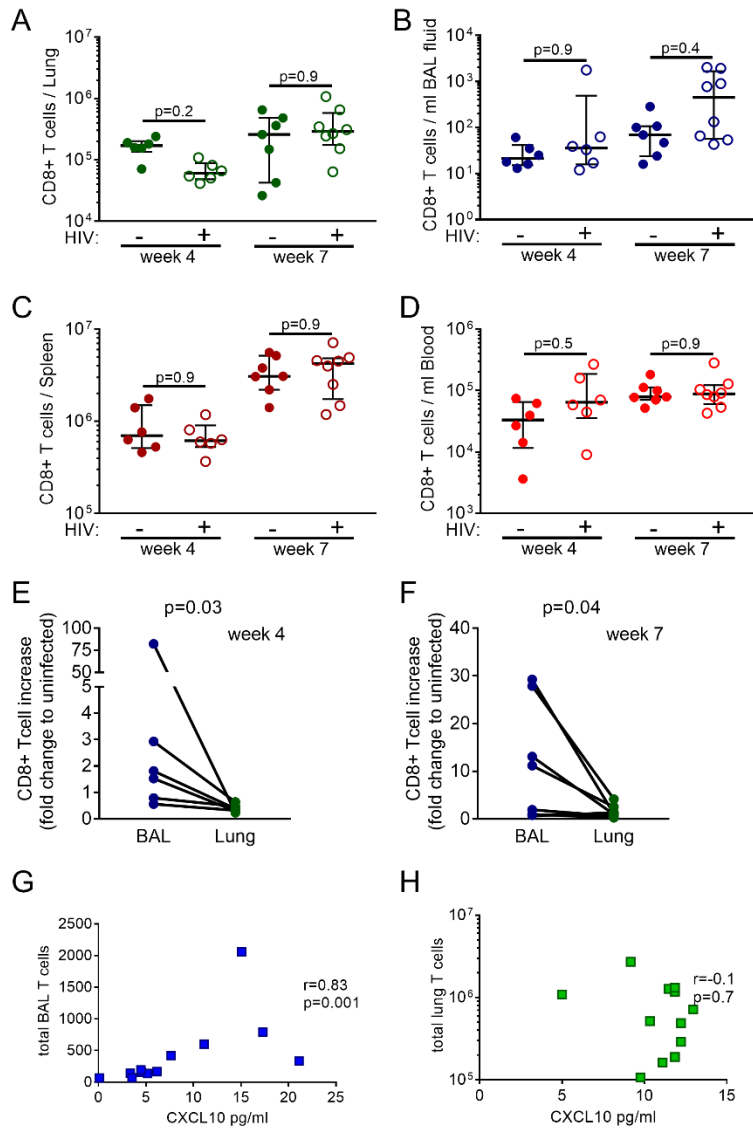 A
CD8+ T cells / Lung
10^7
10^6
10^5
10^4
p=0.2
p=0.9
HIV: - + - +
week 4 week 7
B
CD8+ T cells / ml BAL fluid
10^4
10^3
10^2
10^1
10^0
p=0.9
p=0.4
HIV: - + - +
week 4 week 7
C
CD8+ T cells / Spleen
10^7
10^6
10^5
p=0.9
p=0.9
HIV: - + - +
week 4 week 7
D
CD8+ T cells / ml Blood
10^6
10^5
10^4
10^3
p=0.5
p=0.9
HIV: - + - +
week 4 week 7
E
p=0.03
week 4
CD8+ Tcell increase
(fold change to uninfected)
100
75
50
5
4
3
2
1
0
BAL Lung
F
p=0.04
week 7
CD8+ Tcell increase
(fold change to uninfected)
40
30
20
10
0
BAL Lung
G
total BAL T cells
2500
2000
1500
1000
500
0
r=0.83
p=0.001
0 5 10 15 20 25
CXCL10 pg/ml
H
total lung T cells
10^7
10^6
10^5
r=-0.1
p=0.7
0 5 10 15
CXCL10 pg/ml